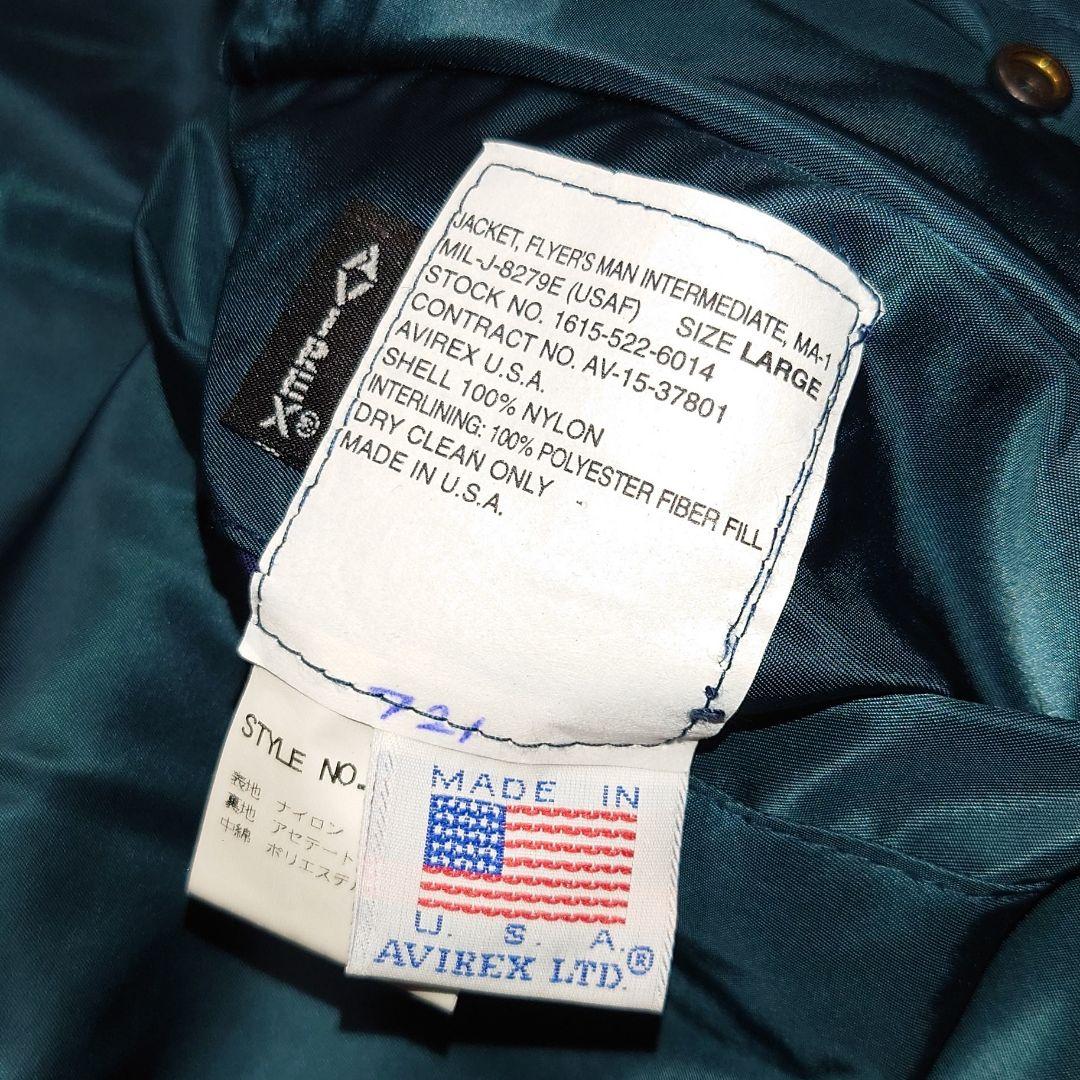 AVIREX®
JACKET, FLYER'S MAN INTERMEDIATE, MA-1
MIL-J-8279E (USAF) SIZE LARGE
STOCK NO. 1615-522-6014
CONTRACT NO. AV-15-37801
AVIREX U.S.A.
SHELL 100% NYLON
INTERLINING: 100% POLYESTER FIBER FILL
DRY CLEAN ONLY
MADE IN U.S.A.
721
STYLE NO.
表地 ナイロン
裏地 アセテート
中綿 ポリエステル
MADE IN
U. S. A.
AVIREX LTD.®